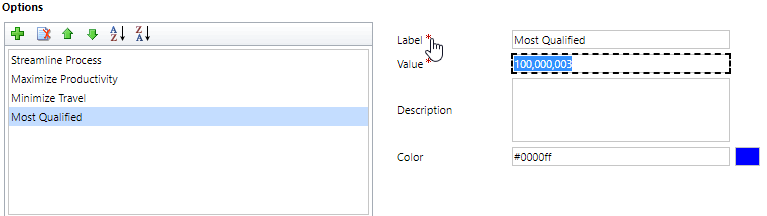 Options
A
Z
Z
A
Streamline Process
Maximize Productivity
Minimize Travel
Most Qualified
Label * Most Qualified
Value * 100,000,003
Description
Color #0000ff